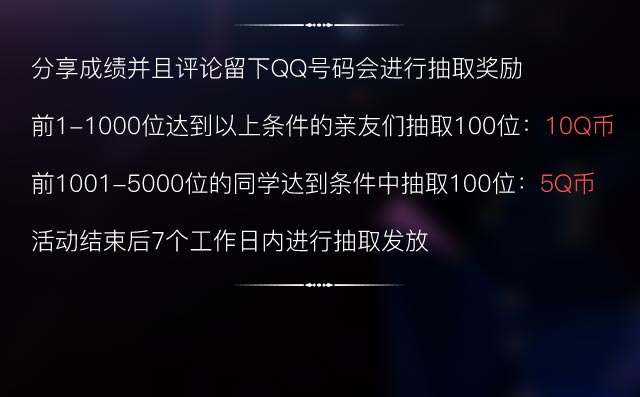 分享成绩并且评论留下QQ号码会进行抽取奖励
前1-1000位达到以上条件的亲友们抽取100位：10Q币
前1001-5000位的同学达到条件中抽取100位：5Q币
活动结束后7个工作日内进行抽取发放